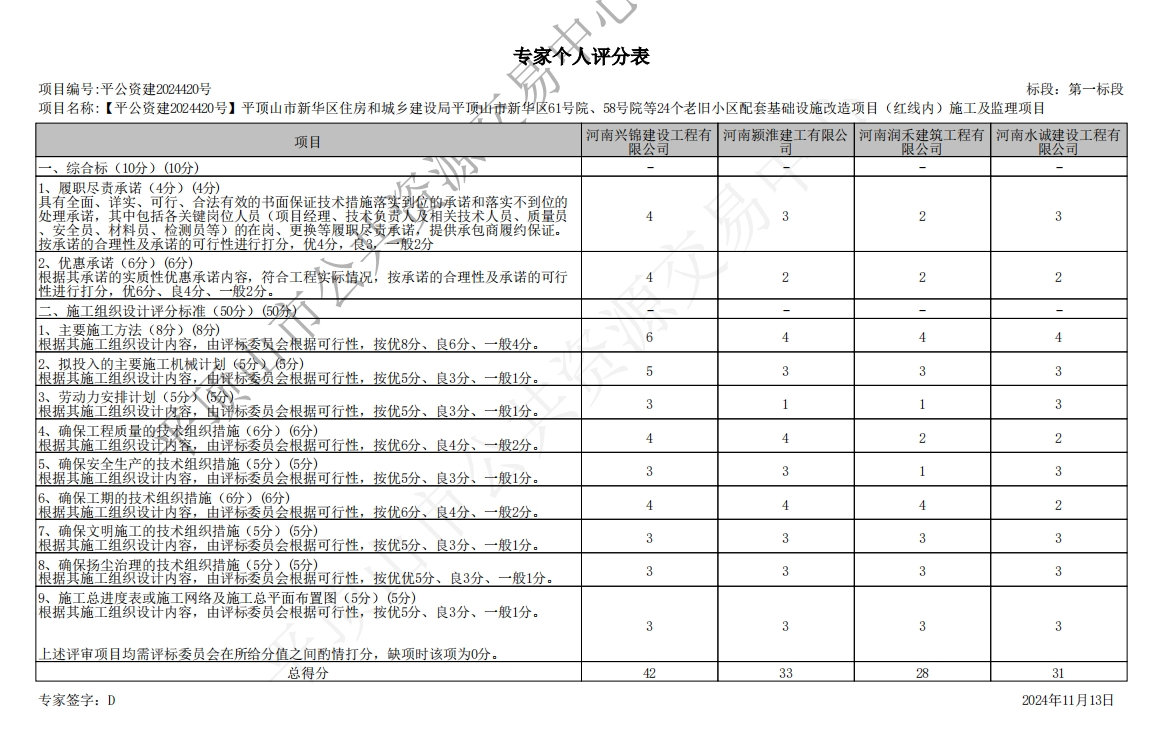 专家个人评分表
项目编号:平公资建2024420号
标段: 第一标段
项目名称:【平公资建2024420号】平顶山市新华区住房和城乡建设局平顶山市新华区61号院、58号院等24个老旧小区配套基础设施改造项目（红线内）施工及监理项目
项目 河南兴锦建设工程有限公司 河南颍淮建工有限公司 河南润禾建筑工程有限公司 河南水诚建设工程有限公司
一、综合标（10分）(10分) - - - -
1、履职尽责承诺（4分）(4分)
具有全面、详实、可行、合法有效的书面保证技术措施落实到位的承诺和落实不到位的
处理承诺，其中包括各关键岗位人员（项目经理、技术负责人及相关技术人员、质量员
、安全员、材料员、检测员等）的在岗、更换等履职尽责承诺，提供承包商履约保证。
按承诺的合理性及承诺的可行性进行打分，优4分，良3，一般2分
4 3 2 3
2、优惠承诺（6分）(6分)
根据其承诺的实质性优惠承诺内容，符合工程实际情况，按承诺的合理性及承诺的可行
性进行打分，优6分、良4分、一般2分。
4 2 2 2
二、施工组织设计评分标准（50分）(50分) - - - -
1、主要施工方法（8分）(8分)
根据其施工组织设计内容，由评标委员会根据可行性，按优8分、良6分、一般4分。
6 4 4 4
2、拟投入的主要施工机械计划（5分）(5分)
根据其施工组织设计内容，由评标委员会根据可行性，按优5分、良3分、一般1分。
5 3 3 3
3、劳动力安排计划（5分）(5分)
根据其施工组织设计内容，由评标委员会根据可行性，按优5分、良3分、一般1分。
3 1 1 3
4、确保工程质量的技术组织措施（6分）(6分)
根据其施工组织设计内容，由评标委员会根据可行性，按优6分、良4分、一般2分。
4 4 2 2
5、确保安全生产的技术组织措施（5分）(5分)
根据其施工组织设计内容，由评标委员会根据可行性，按优5分、良3分、一般1分。
3 3 1 3
6、确保工期的技术组织措施（6分）(6分)
根据其施工组织设计内容，由评标委员会根据可行性，按优6分、良4分、一般2分。
4 4 4 2
7、确保文明施工的技术组织措施（5分）(5分)
根据其施工组织设计内容，由评标委员会根据可行性，按优5分、良3分、一般1分。
3 3 3 3
8、确保扬尘治理的技术组织措施（5分）(5分)
根据其施工组织设计内容，由评标委员会根据可行性，按优优5分、良3分、一般1分。
3 3 3 3
9、施工总进度表或施工网络及施工总平面布置图（5分）(5分)
根据其施工组织设计内容，由评标委员会根据可行性，按优5分、良3分、一般1分。
上述评审项目均需评标委员会在所给分值之间酌情打分，缺项时该项为0分。
3 3 3 3
总得分 42 33 28 31
专家签字: D
2024年11月13日
平顶山市公共资源交易中心
平顶山市公共资源交易中